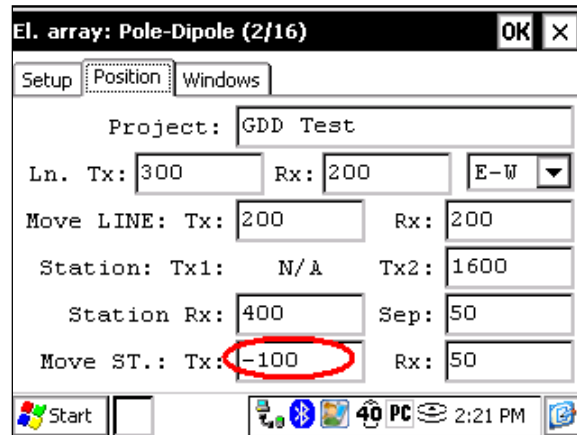 El. array: Pole-Dipole (2/16) OK
Setup Position Windows
Project: GDD Test
Ln. Tx: 300 Rx: 200 E-W
Move LINE: Tx: 200 Rx: 200
Station: Tx1: N/A Tx2: 1600
Station Rx: 400 Sep: 50
Move ST.: Tx: -100 Rx: 50
Start 40 PC 2:21 PM